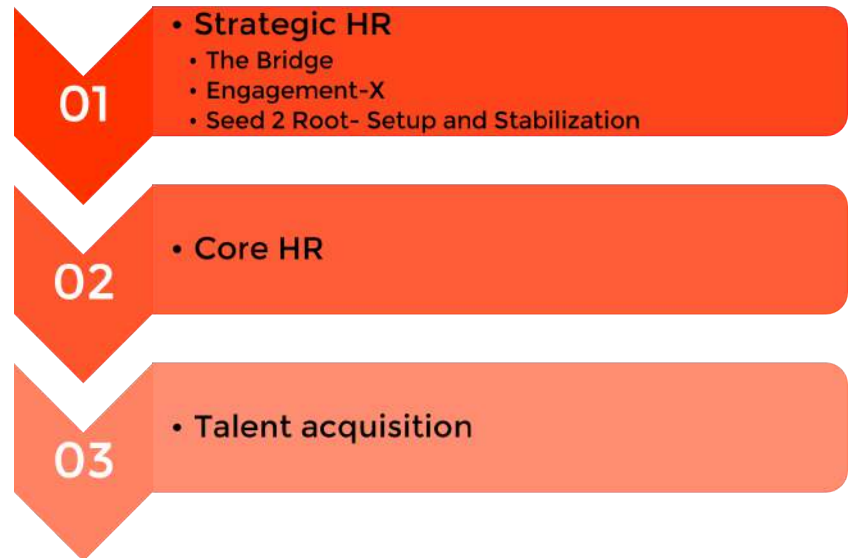 01
• Strategic HR
• The Bridge
• Engagement-X
• Seed 2 Root- Setup and Stabilization
02
• Core HR
03
• Talent acquisition